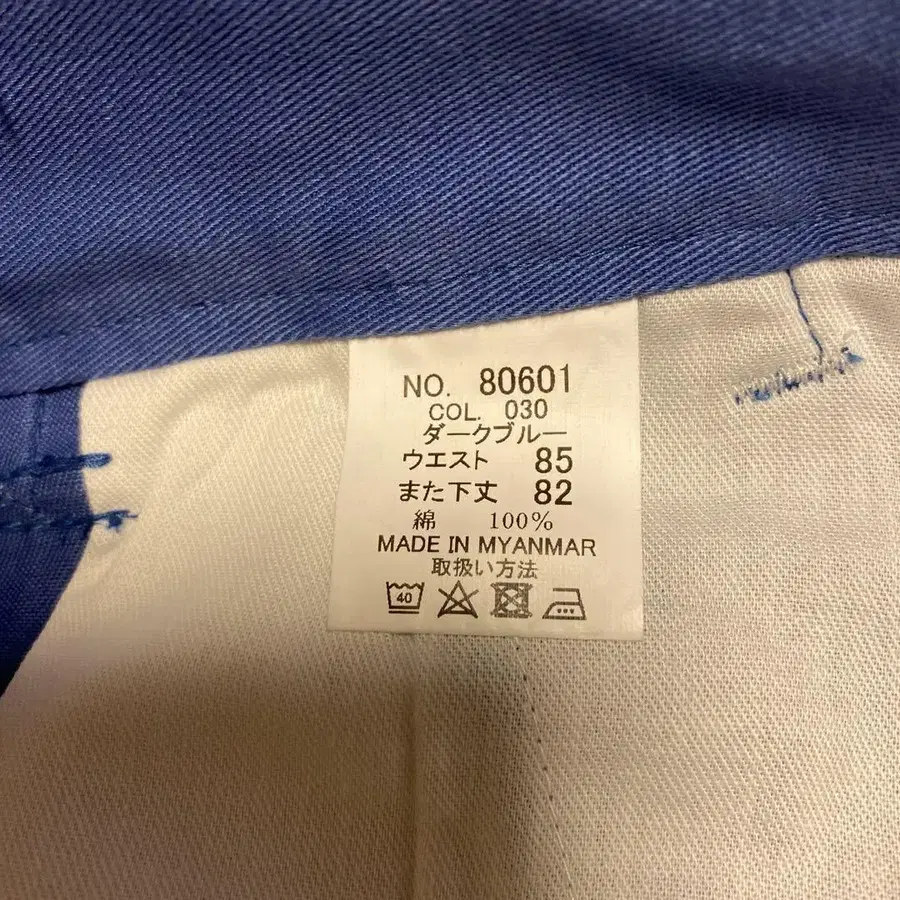 NO. 80601
COL. 030
ダークブルー
ウエスト 85
また下丈 82
綿 100%
MADE IN MYANMAR
取扱い方法
40